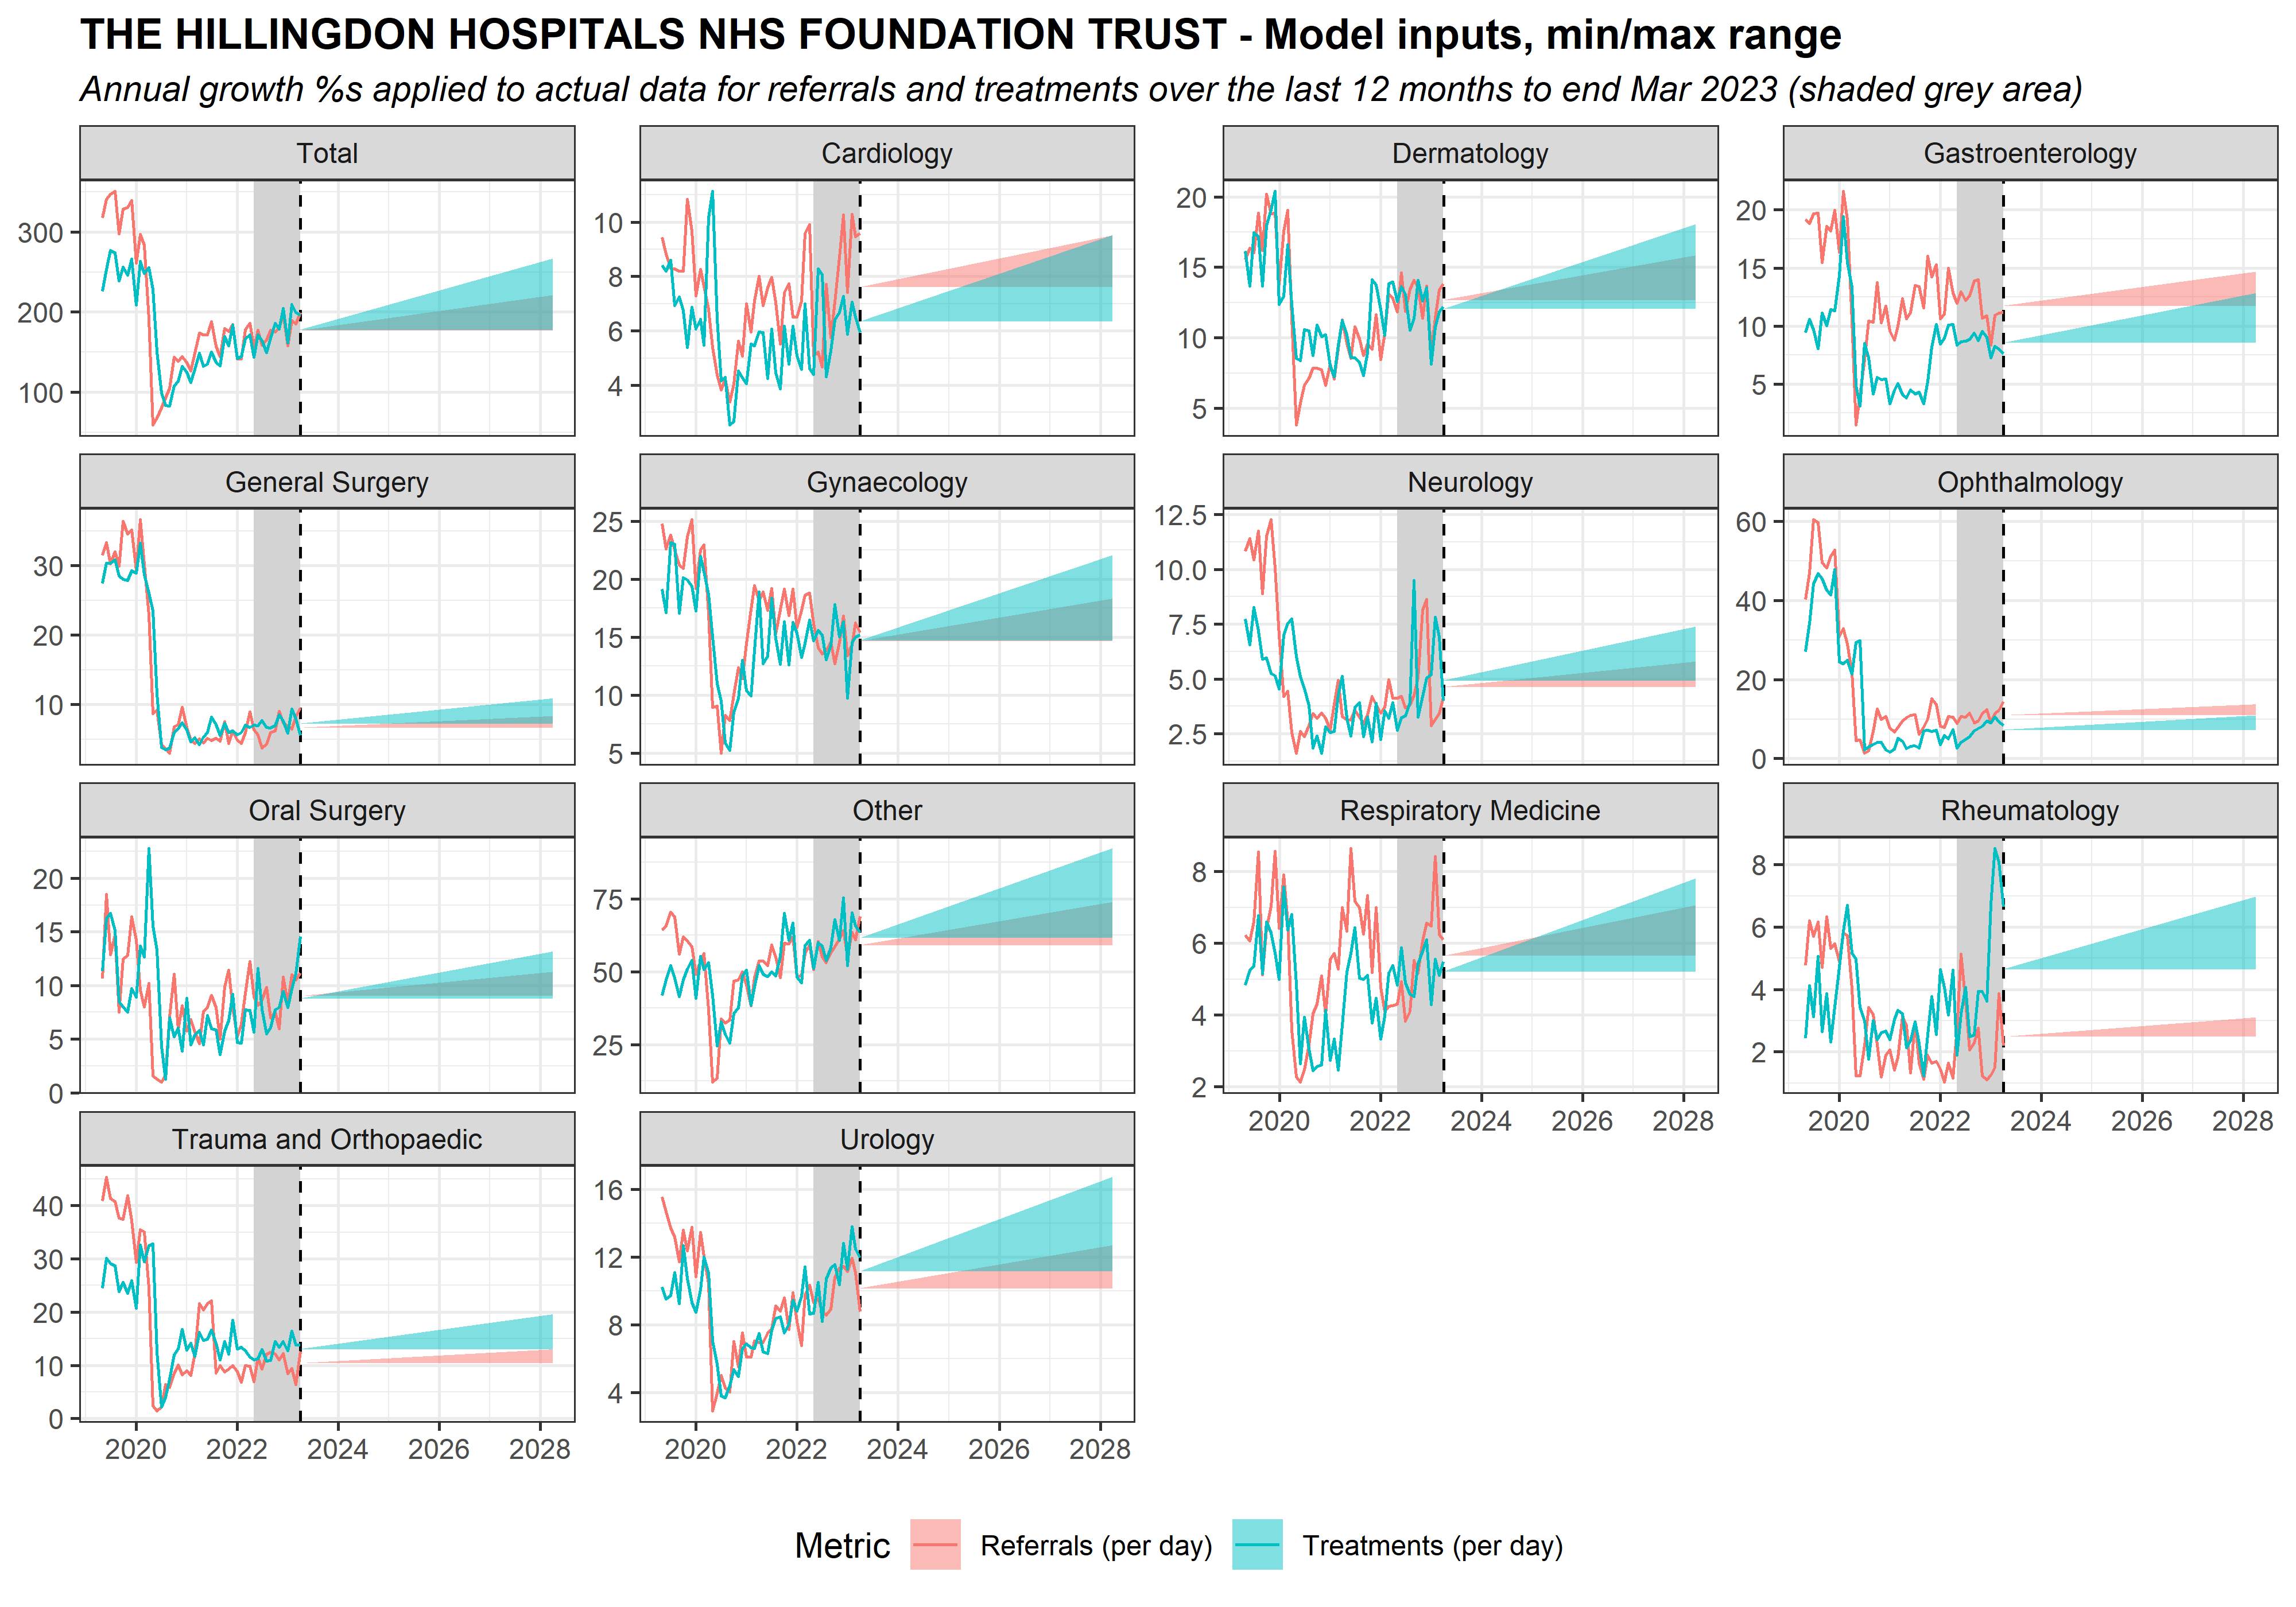 THE HILLINGDON HOSPITALS NHS FOUNDATION TRUST - Model inputs, min/max range
Annual growth %s applied to actual data for referrals and treatments over the last 12 months to end Mar 2023 (shaded grey area)
Total
300
200
100
Cardiology
10
8
6
4
Dermatology
20
15
10
5
Gastroenterology
20
15
10
5
General Surgery
30
20
10
Gynaecology
25
20
15
10
5
Neurology
12.5
10.0
7.5
5.0
2.5
Ophthalmology
60
40
20
0
Oral Surgery
20
15
10
5
0
Other
75
50
25
Respiratory Medicine
8
6
4
2
2020 2022 2024 2026 2028
Rheumatology
8
6
4
2
2020 2022 2024 2026 2028
Trauma and Orthopaedic
40
30
20
10
0
2020 2022 2024 2026 2028
Urology
16
12
8
4
2020 2022 2024 2026 2028
Metric Referrals (per day) Treatments (per day)